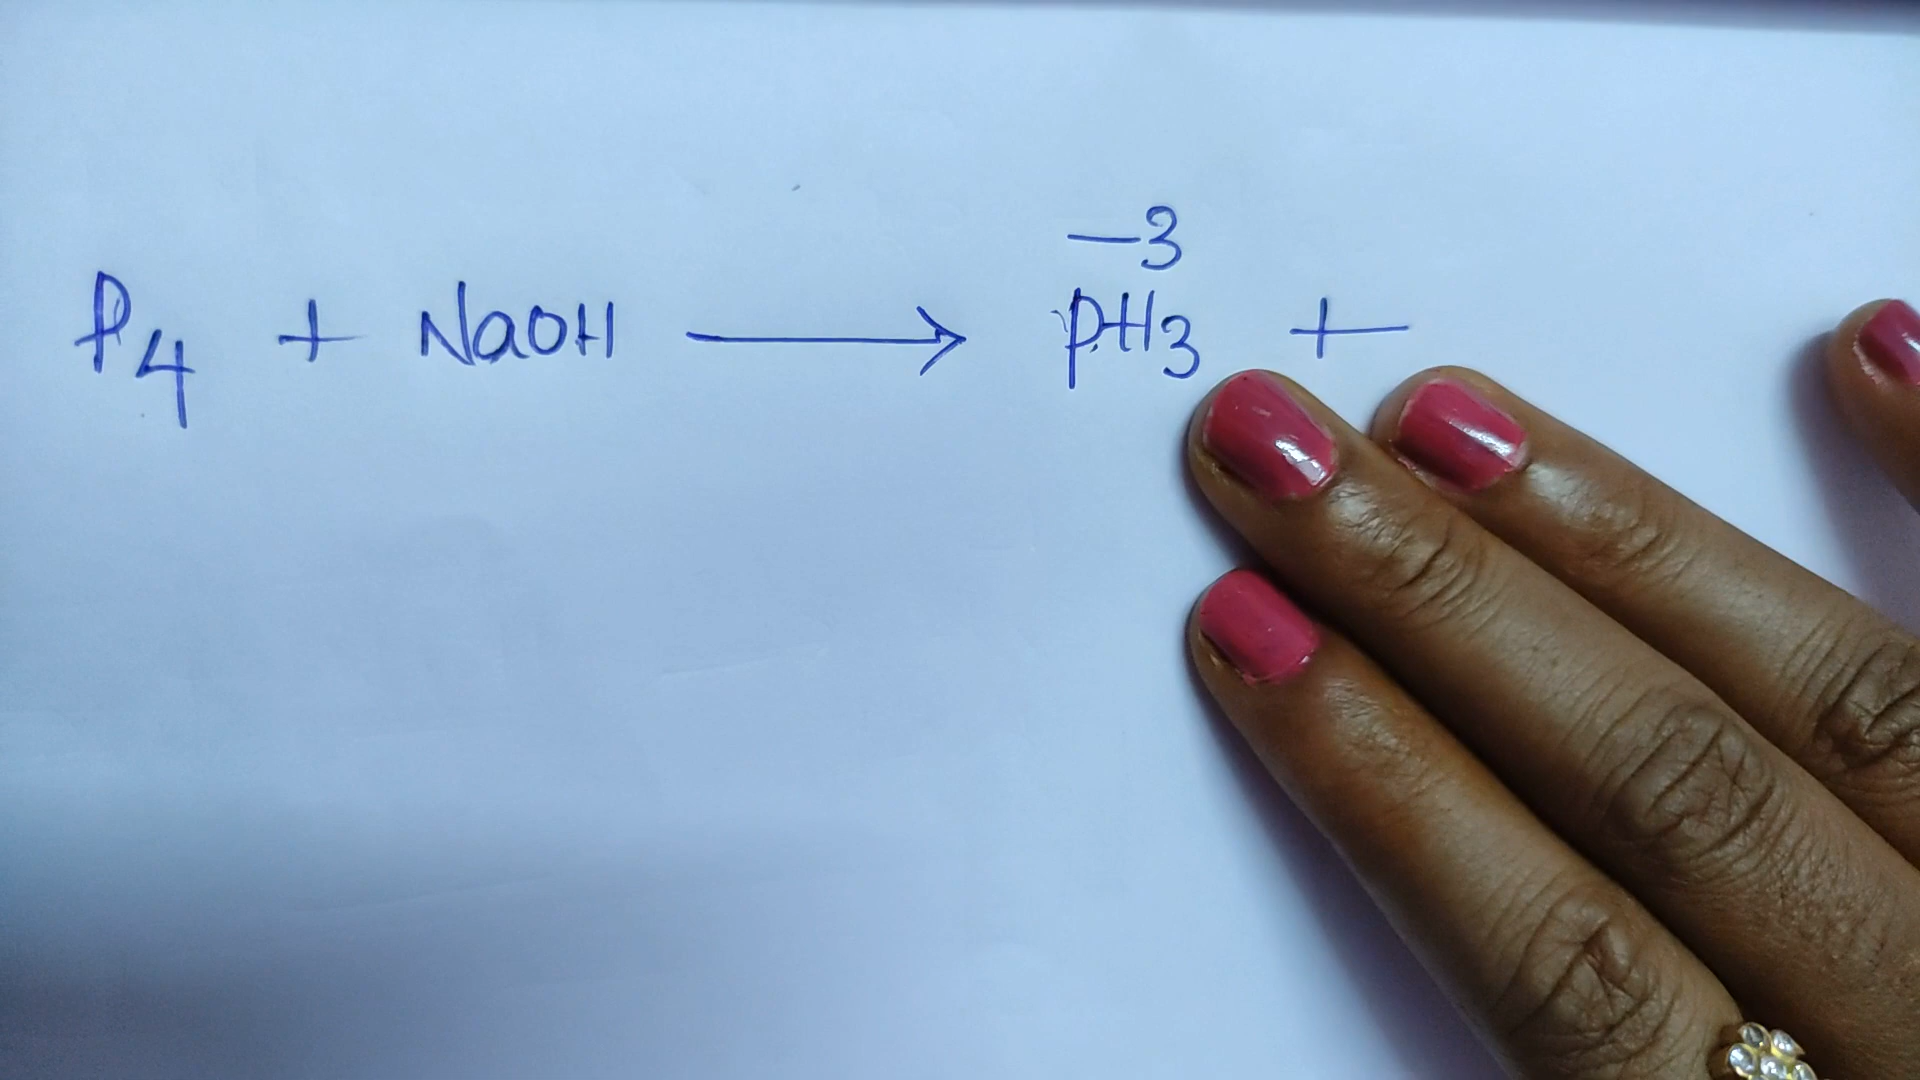 -3
P4 + NaOH → PH3 +